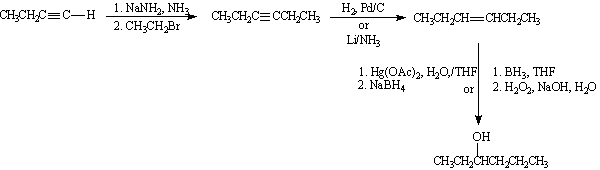 CH₃CH₂C≡C—H
1. NaNH₂, NH₃
2. CH₃CH₂Br
CH₃CH₂C≡CCH₂CH₃
H₂, Pd/C
or
Li/NH₃
CH₃CH₂CH=CHCH₂CH₃
1. Hg(OAc)₂, H₂O,/THF
2. NaBH₄
or
1. BH₃, THF
2. H₂O₂, NaOH, H₂O
OH
CH₃CH₂CHCH₂CH₂CH₃